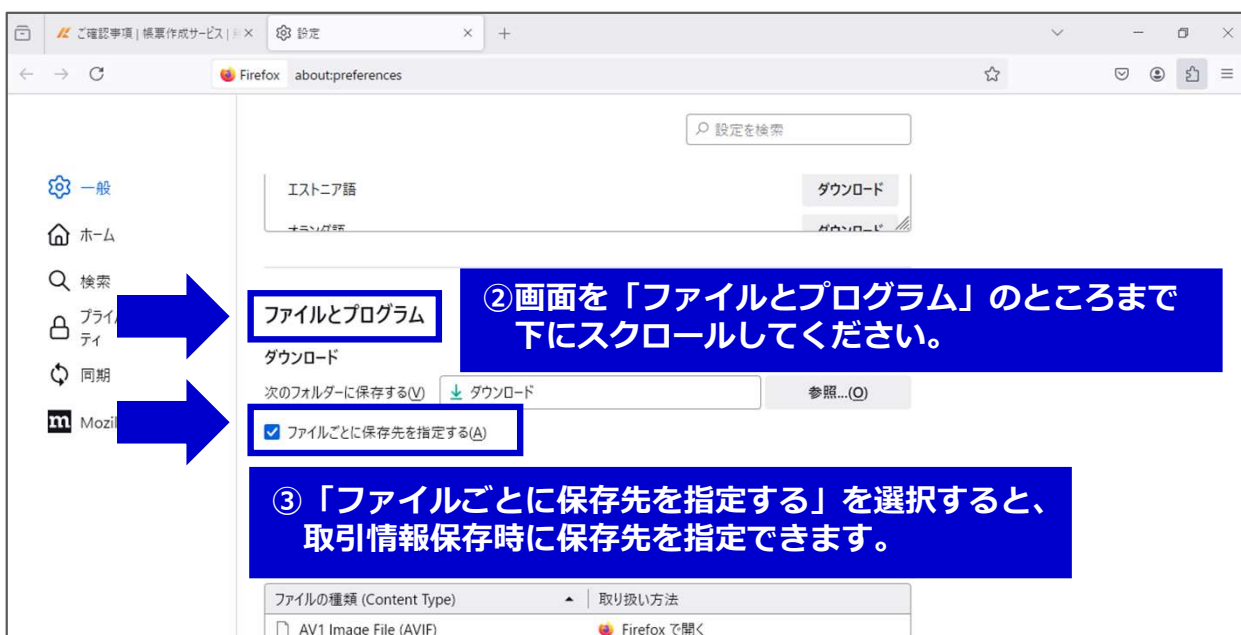 ご確認事項 | 帳票作成サービス |
設定
Firefox about:preferences
設定を検索
一般
エストニア語 ダウンロード
ホーム
オランダ語 ダウンロード
検索
②画面を「ファイルとプログラム」のところまで
下にスクロールしてください。
ファイルとプログラム
プライ
ティ
ダウンロード
同期
次のフォルダーに保存する(V) ダウンロード 参照...(O)
m Mozil
ファイルごとに保存先を指定する(A)
③「ファイルごとに保存先を指定する」を選択すると、
取引情報保存時に保存先を指定できます。
ファイルの種類 (Content Type) 取り扱い方法
AV1 Image File (AVIF) Firefox で開く